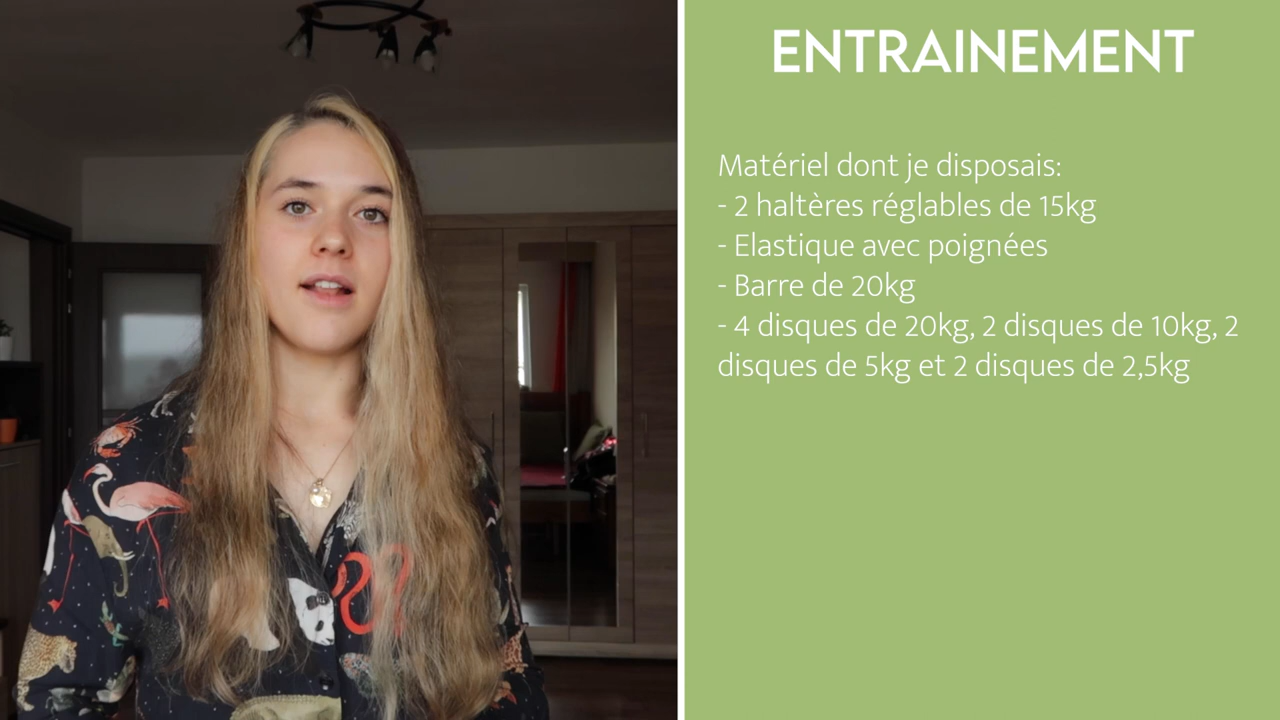 ENTRAINEMENT
Matériel dont je disposais:
- 2 haltères réglables de 15kg
- Elastique avec poignées
- Barre de 20kg
- 4 disques de 20kg, 2 disques de 10kg, 2
disques de 5kg et 2 disques de 2,5kg